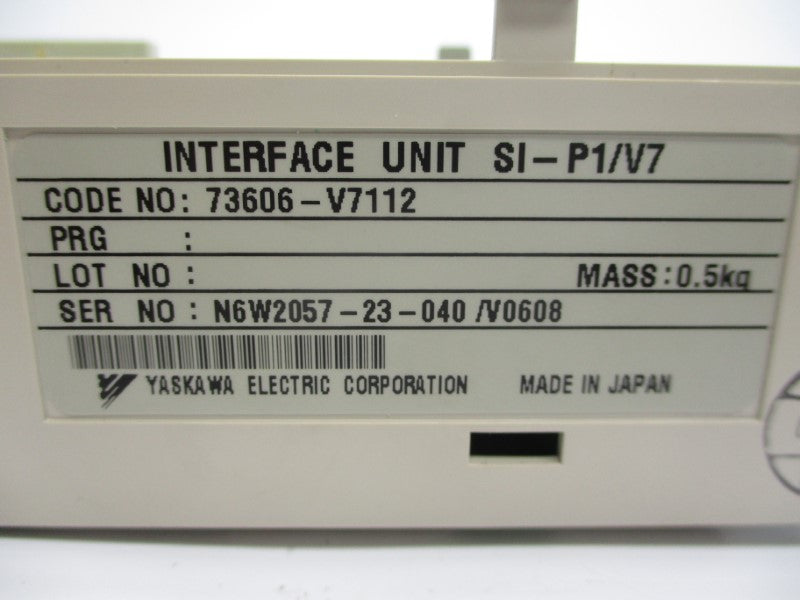 INTERFACE UNIT SI-P1/V7
CODE NO: 73606-V7112
PRG :
LOT NO : MASS:0.5kg
SER NO : N6W2057-23-040 /V0608
YASKAWA ELECTRIC CORPORATION MADE IN JAPAN